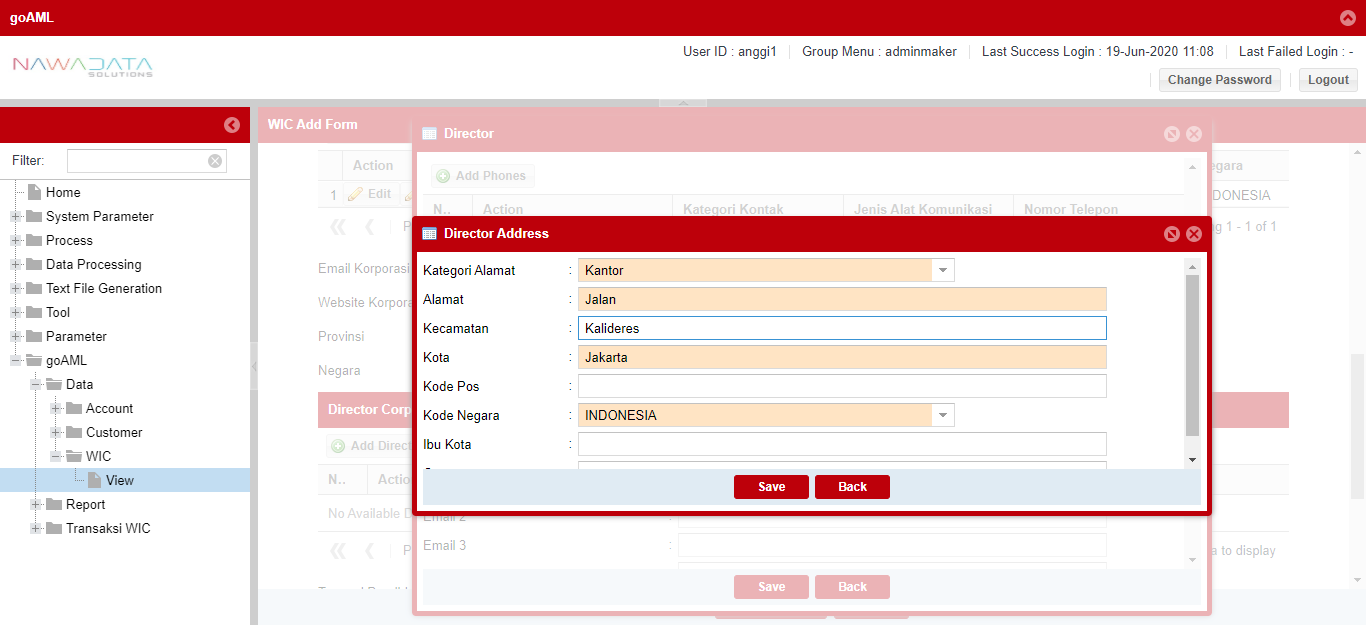 goAML
NAWADATA
SOLUTIONS
User ID : anggi1
Group Menu : adminmaker
Last Success Login : 19-Jun-2020 11:08
Last Failed Login : -
Change Password
Logout
Filter:
Home
System Parameter
Process
Data Processing
Text File Generation
Tool
Parameter
goAML
Data
Account
Customer
WIC
View
Report
Transaksi WIC
WIC Add Form
Action
1 Edit
egara
DONESIA
g 1 - 1 of 1
Email Korporasi
Website Korpora
Provinsi
Negara
Director Corp
Add Direct
N.. Actio
No Available D
a to display
Director
Add Phones
N.. Action Kategori Kontak Jenis Alat Komunikasi Nomor Telepon
Director Address
Kategori Alamat : Kantor
Alamat : Jalan
Kecamatan : Kalideres
Kota : Jakarta
Kode Pos :
Kode Negara : INDONESIA
Ibu Kota :
Save Back
Email 2 :
Email 3 :
Save Back